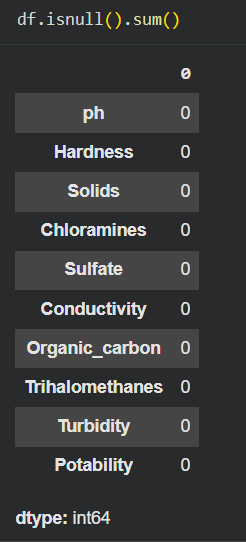 df.isnull().sum()
0
ph 0
Hardness 0
Solids 0
Chloramines 0
Sulfate 0
Conductivity 0
Organic_carbon 0
Trihalomethanes 0
Turbidity 0
Potability 0
dtype: int64